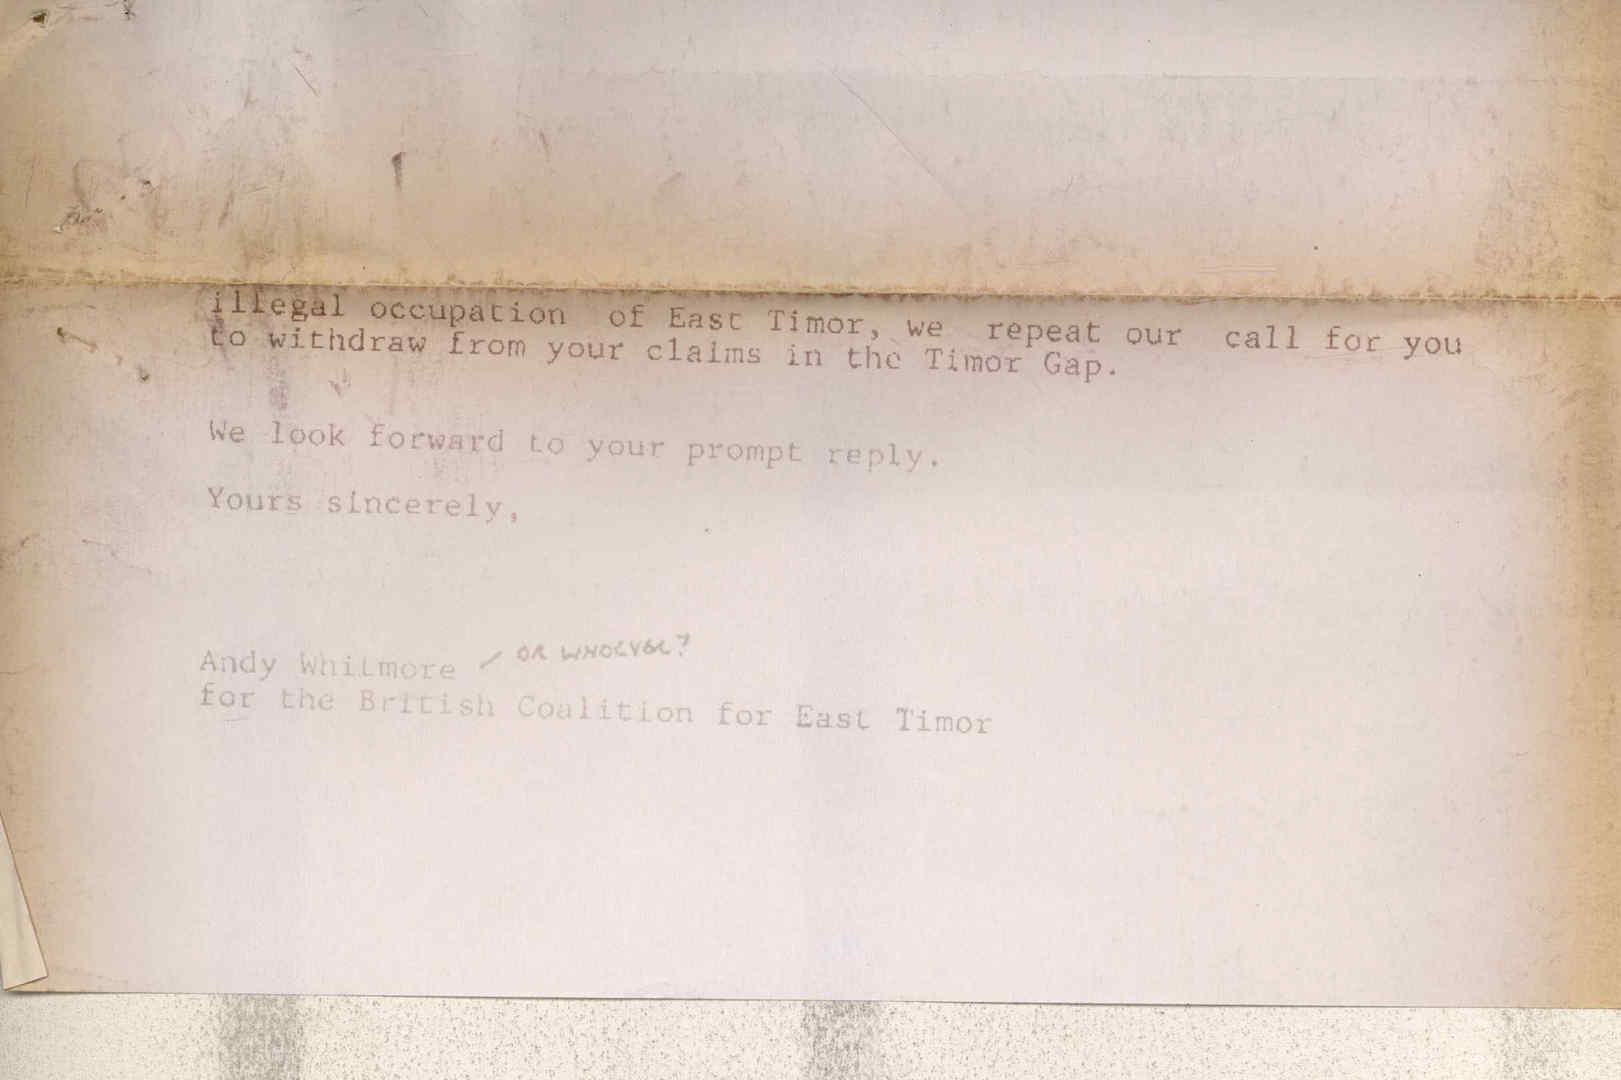 illegal occupation of East Timor, we repeat our call for you
to withdraw from your claims in the Timor Gap.
We look forward to your prompt reply.
Yours sincerely,
Andy Whitmore / OR WHOEVER?
for the British Coalition for East Timor